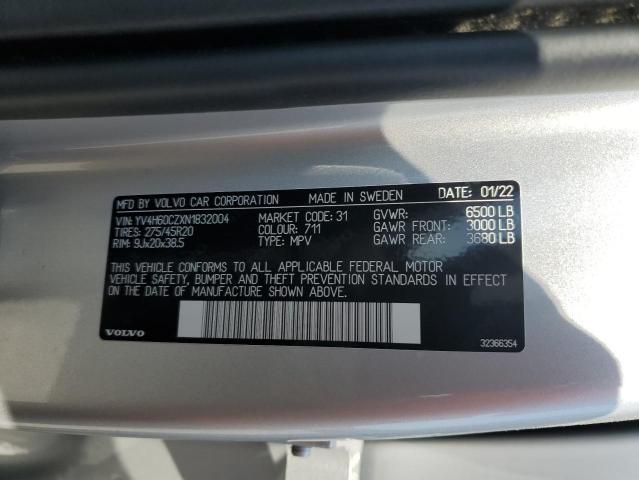 MFD BY VOLVO CAR CORPORATION MADE IN SWEDEN DATE: 01/22
VIN: YV4H60CZXN1832004 MARKET CODE: 31 GVWR: 6500 LB
TIRES: 275/45R20 COLOUR: 711 GAWR FRONT: 3000 LB
RIM: 9Jx20x38.5 TYPE: MPV GAWR REAR: 3680 LB
THIS VEHICLE CONFORMS TO ALL APPLICABLE FEDERAL MOTOR
VEHICLE SAFETY, BUMPER AND THEFT PREVENTION STANDARDS IN EFFECT
ON THE DATE OF MANUFACTURE SHOWN ABOVE.
VOLVO 32366354